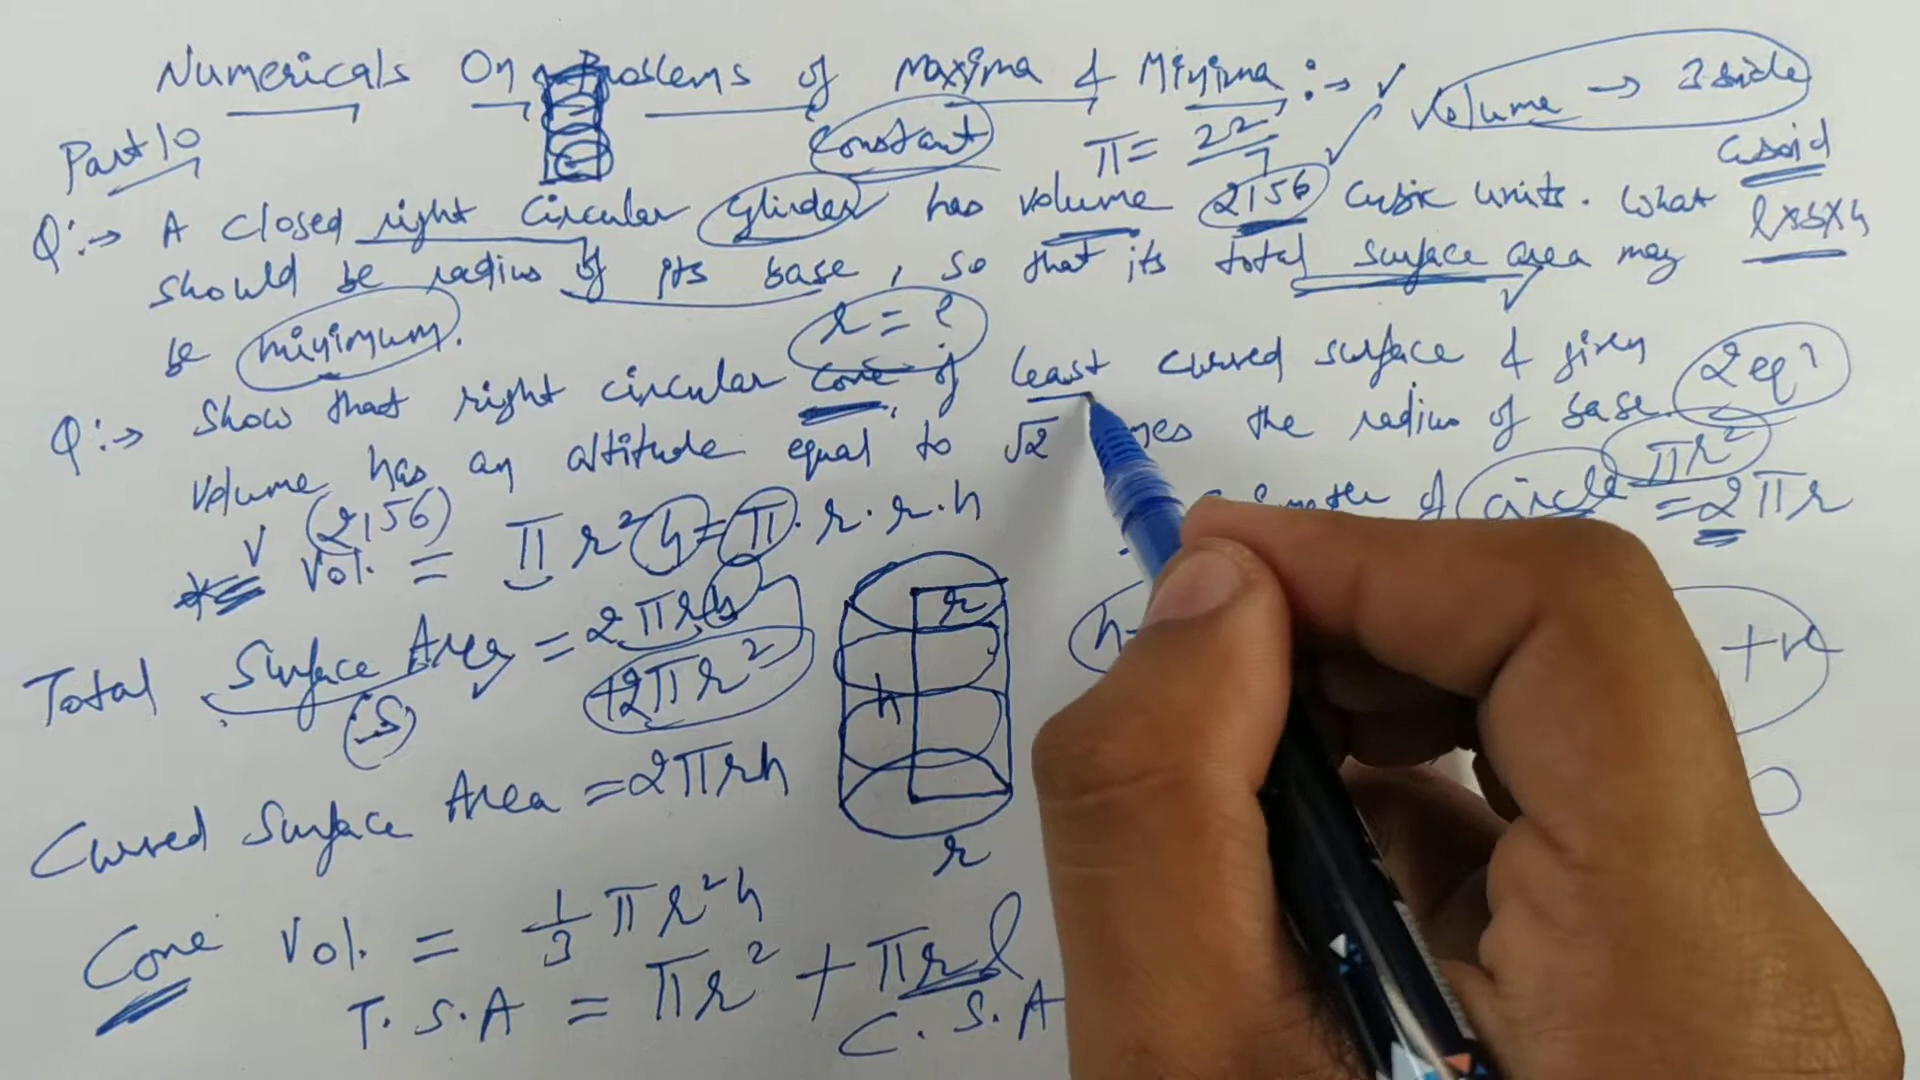 Numericals On Problems of Maxima & Minima :→ ✓
Volume → 3 side
Part 10
Constant
π = 22/7
Cuboid
Q:→ A closed right circular cylinder has volume 2156 cubic units. What
l×b×h
should be radius of its base, so that its total surface area may
be minimum.
r = ?
Q:→ Show that right circular cone of least curved surface & given
2 eqn
volume has an altitude equal to √2 the radius of base
V (2156)
πr²
Vol. = πr²h = π·r·r·h
of circle = 2πr
Total Surface Area = 2πrh
+2πr²
(S)
r
h
r
Curved Surface Area = 2πrh
Cone Vol. = 1/3 πr²h
T.S.A = πr² + πrl
C.S.A